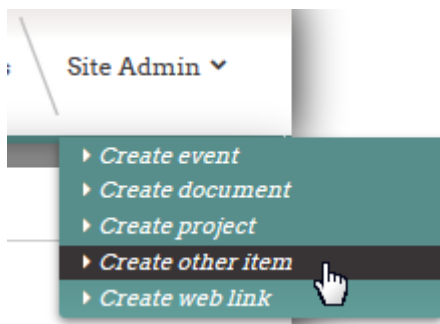 Site Admin
Create event
Create document
Create project
Create other item
Create web link